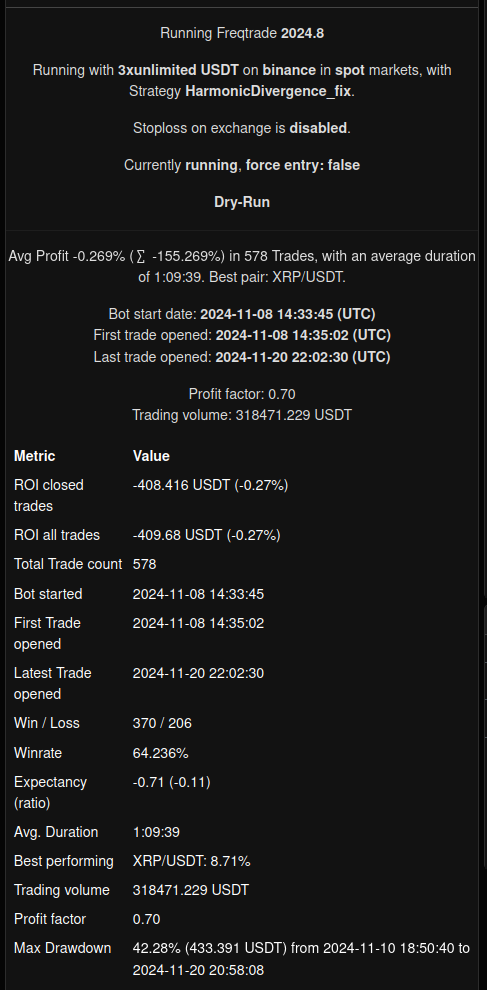 Running Freqtrade 2024.8
Running with 3xunlimited USDT on binance in spot markets, with
Strategy HarmonicDivergence_fix.
Stoploss on exchange is disabled.
Currently running, force entry: false
Dry-Run
Avg Profit -0.269% (∑ -155.269%) in 578 Trades, with an average duration
of 1:09:39. Best pair: XRP/USDT.
Bot start date: 2024-11-08 14:33:45 (UTC)
First trade opened: 2024-11-08 14:35:02 (UTC)
Last trade opened: 2024-11-20 22:02:30 (UTC)
Profit factor: 0.70
Trading volume: 318471.229 USDT
Metric Value
ROI closed trades -408.416 USDT (-0.27%)
ROI all trades -409.68 USDT (-0.27%)
Total Trade count 578
Bot started 2024-11-08 14:33:45
First Trade opened 2024-11-08 14:35:02
Latest Trade opened 2024-11-20 22:02:30
Win / Loss 370 / 206
Winrate 64.236%
Expectancy (ratio) -0.71 (-0.11)
Avg. Duration 1:09:39
Best performing XRP/USDT: 8.71%
Trading volume 318471.229 USDT
Profit factor 0.70
Max Drawdown 42.28% (433.391 USDT) from 2024-11-10 18:50:40 to
2024-11-20 20:58:08